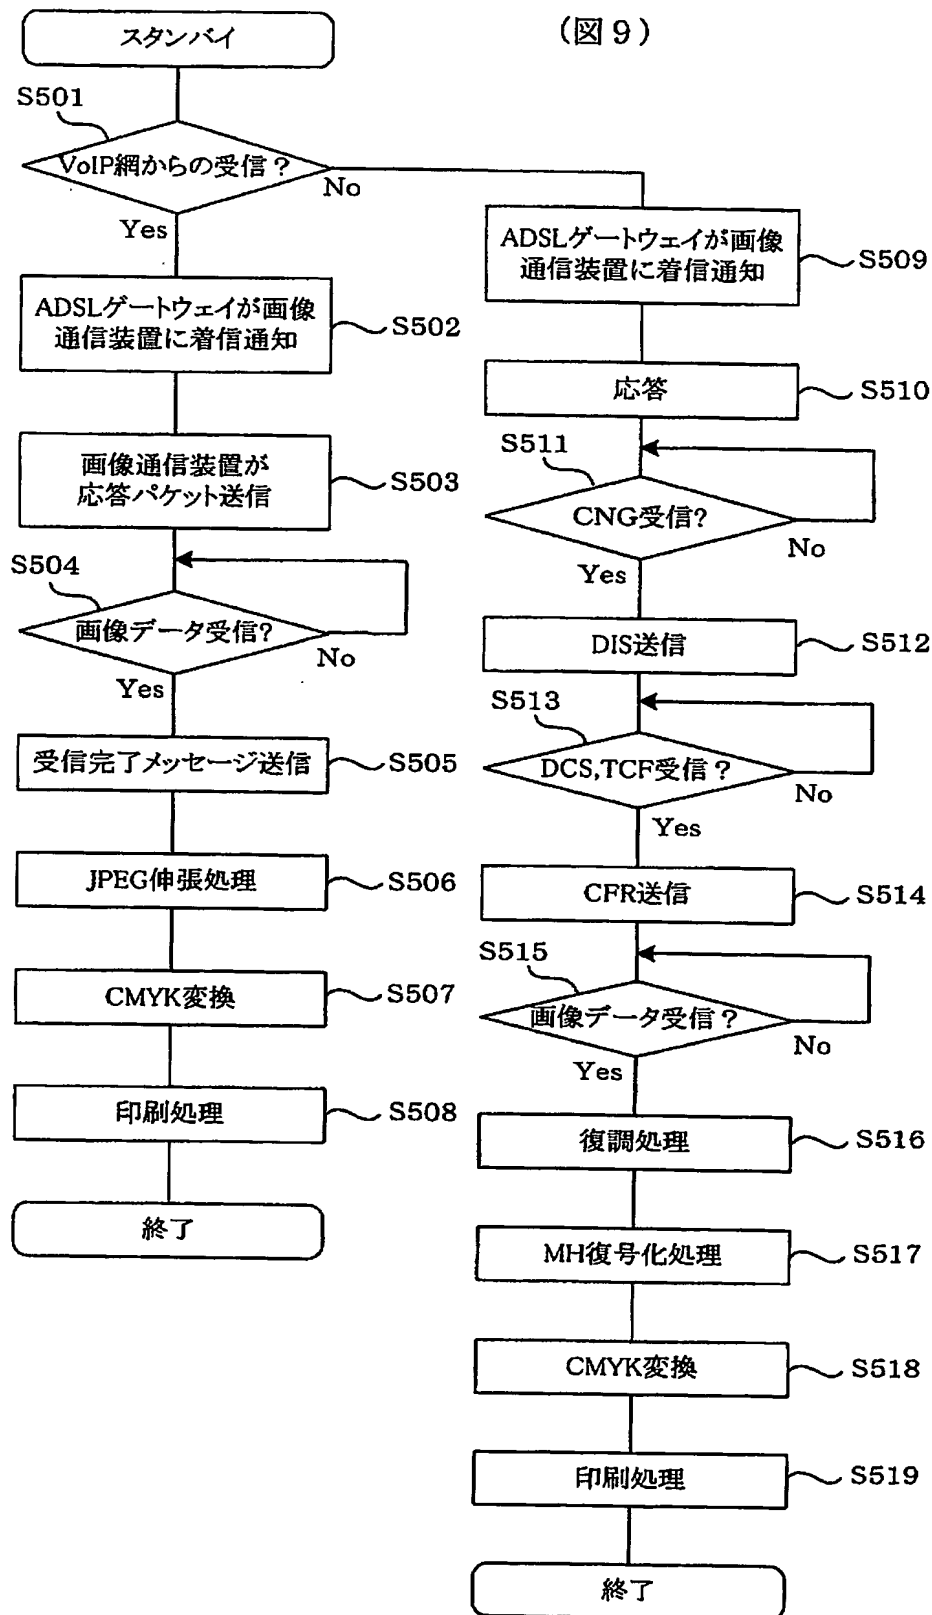 (図9)
スタンバイ
S501
VoIP網からの受信?
No
Yes
ADSLゲートウェイが画像
通信装置に着信通知
S502
画像通信装置が
応答パケット送信
S503
S504
画像データ受信?
No
Yes
受信完了メッセージ送信
S505
JPEG伸張処理
S506
CMYK変換
S507
印刷処理
S508
終了
ADSLゲートウェイが画像
通信装置に着信通知
S509
応答
S510
S511
CNG受信?
No
Yes
DIS送信
S512
S513
DCS,TCF受信?
No
Yes
CFR送信
S514
S515
画像データ受信?
No
Yes
復調処理
S516
MH復号化処理
S517
CMYK変換
S518
印刷処理
S519
終了